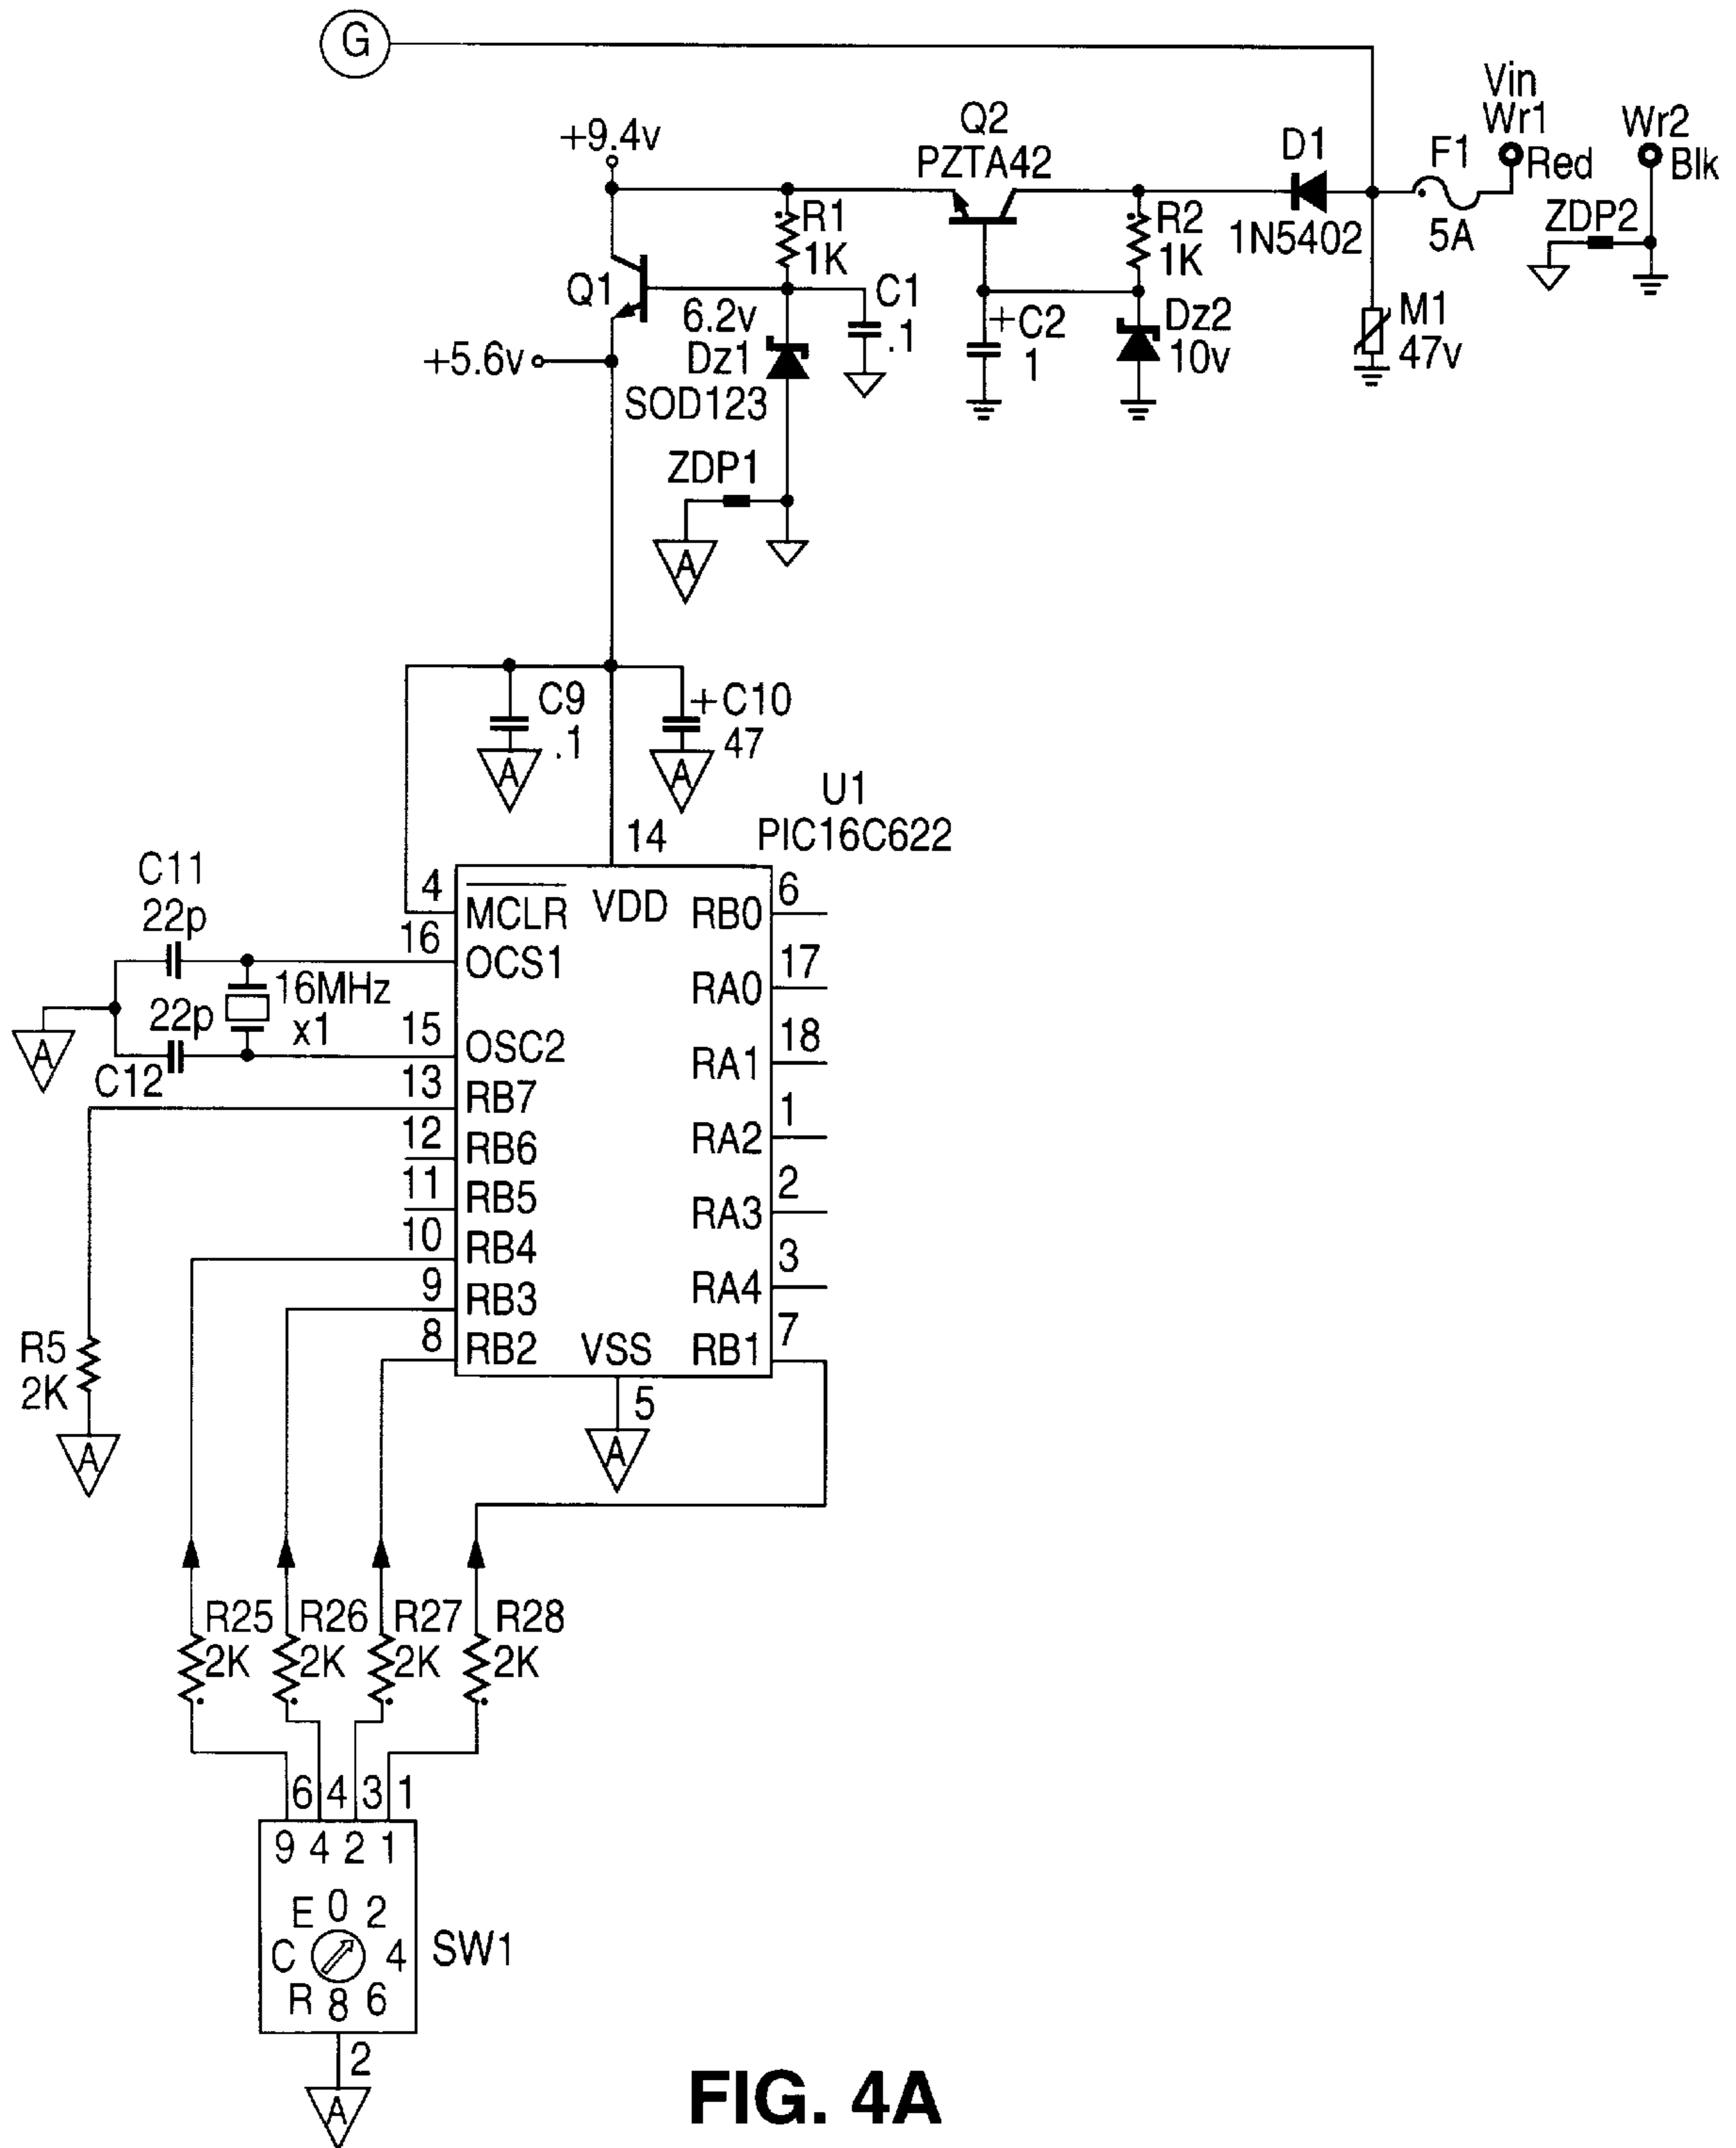 G
Vin
Wr1
Red
Wr2
Blk
+9.4v
Q2
PZTA42
D1
1N5402
F1
5A
ZDP2
R1
1K
R2
1K
Q1
6.2v
Dz1
SOD123
C1
.1
+C2
1
Dz2
10v
M1
47v
+5.6v
ZDP1
A
C9
.1
A
+C10
47
A
U1
PIC16C622
14
C11
22p
16MHz
x1
22p
C12
A
4
MCLR
VDD
RB0
6
16
OCS1
RA0
17
15
OSC2
RA1
18
13
RB7
12
RB6
RA2
1
11
RB5
RA3
2
10
RB4
RA4
3
9
RB3
8
RB2
VSS
RB1
7
5
A
R5
2K
A
R25
2K
R26
2K
R27
2K
R28
2K
6 4 3 1
9 4 2 1
E 0 2
C 4
R 8 6
SW1
2
A
FIG. 4A